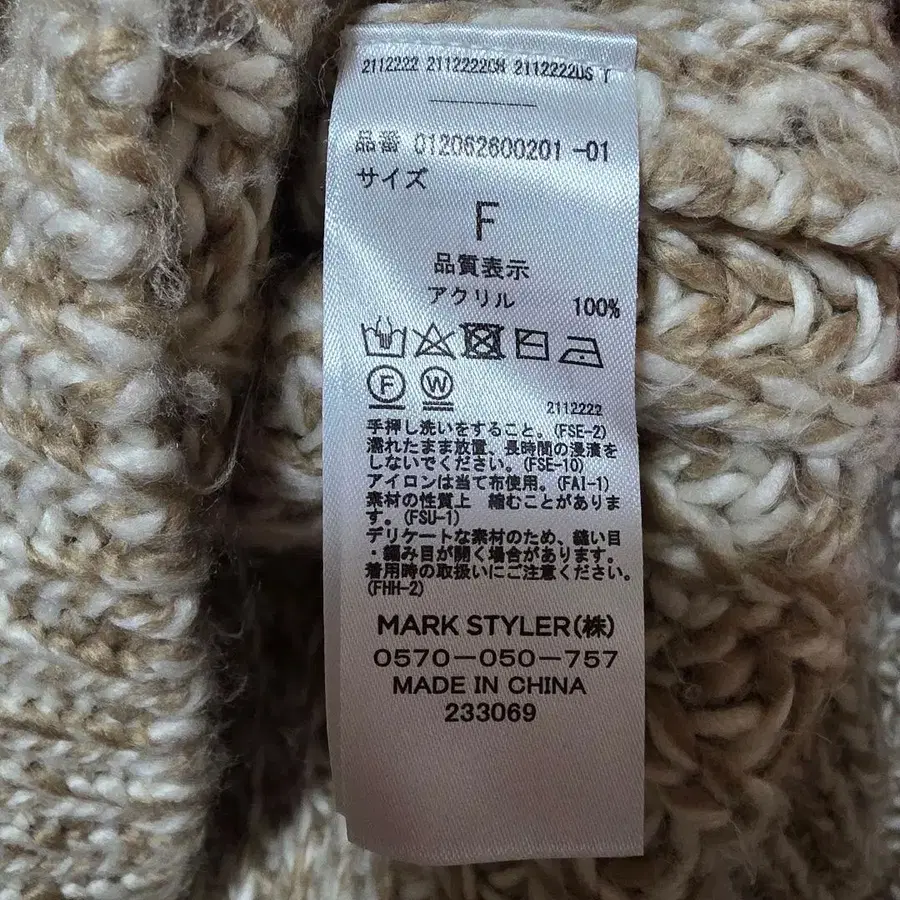 2112222 2112222CH 2112222DS T
品番 012062600201 -01
サイズ
F
品質表示
アクリル 100%
F W
2112222
手押し洗いをすること。(FSE-2)
濡れたまま放置、長時間の浸漬を
しないでください。(FSE-10)
アイロンは当て布使用。(FAI-1)
素材の性質上 縮むことがありま
す。(FSU-1)
デリケートな素材のため、縫い目
・編み目が開く場合があります。
着用時の取扱いにご注意ください。
(FHH-2)
MARK STYLER(株)
0570-050-757
MADE IN CHINA
233069